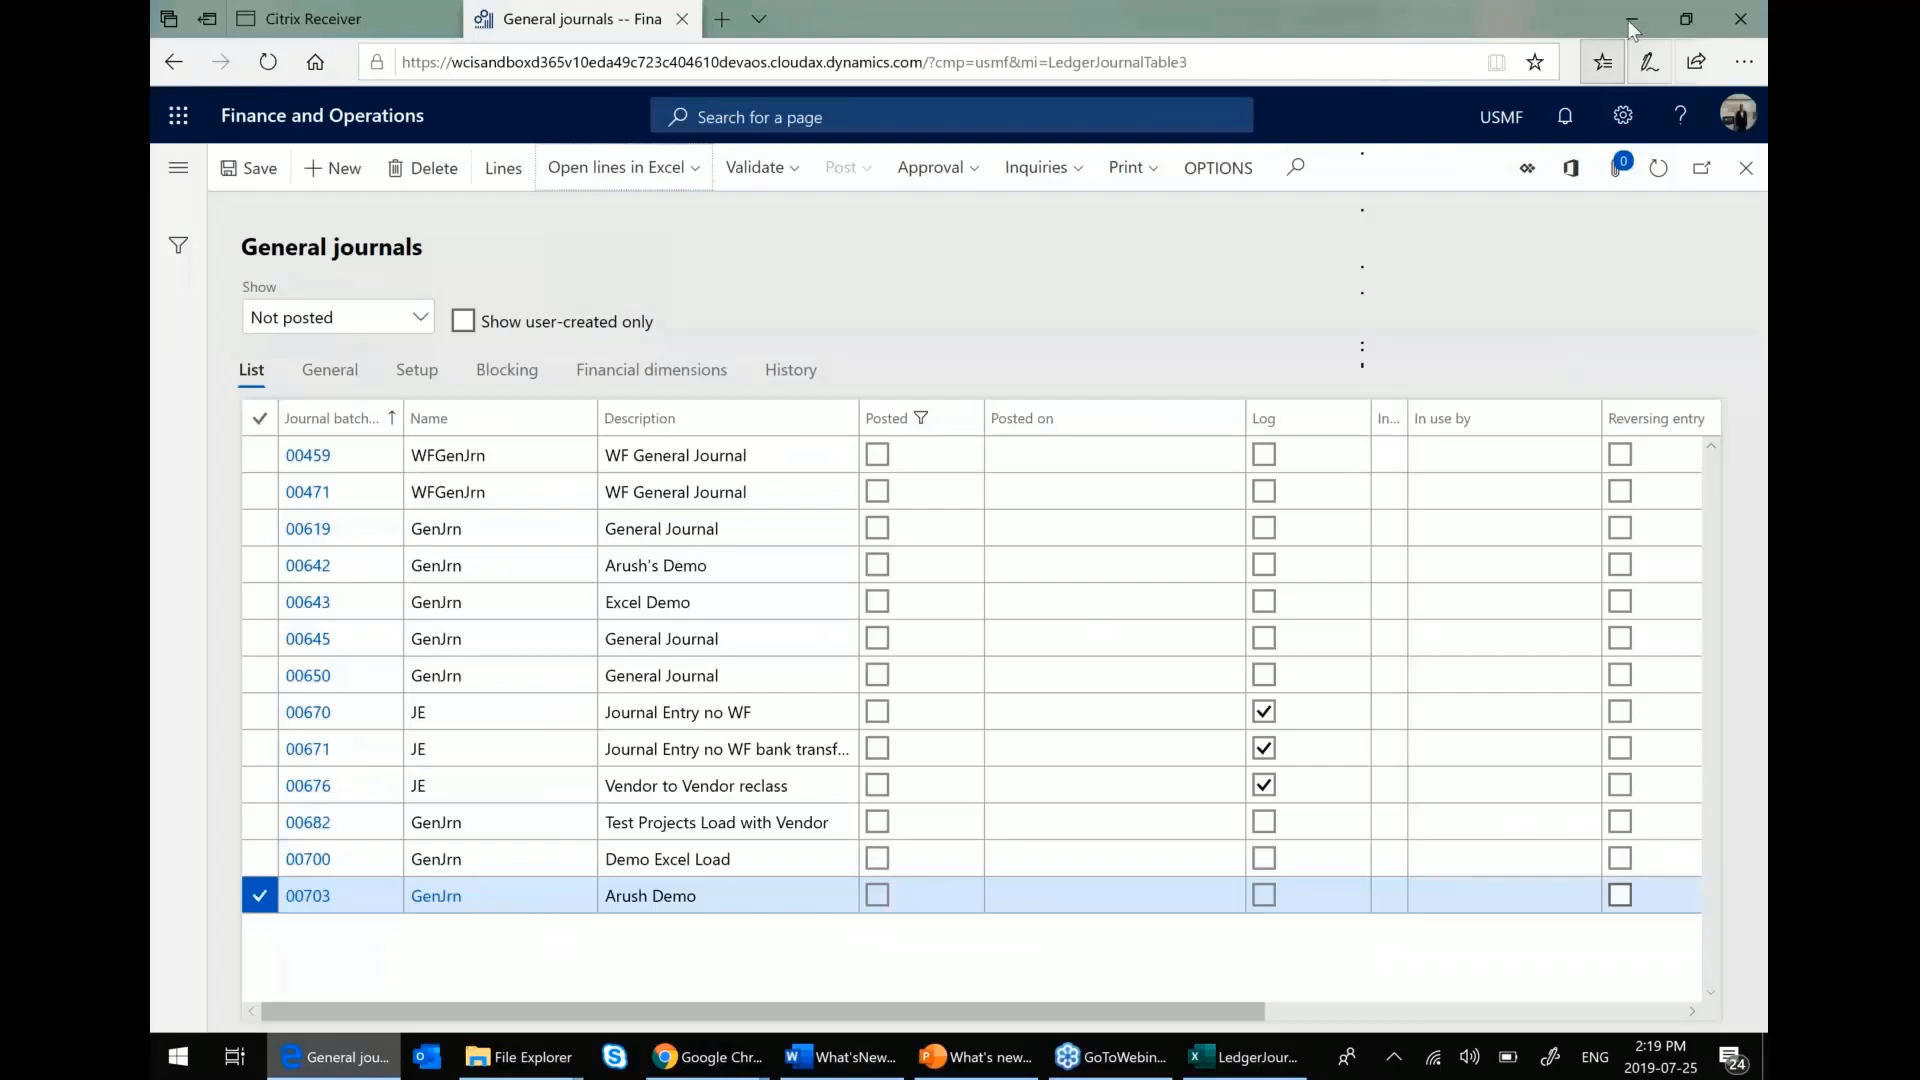 Citrix Receiver
General journals -- Fina
https://wcisandboxd365v10eda49c723c404610devaos.cloudax.dynamics.com/?cmp=usmf&mi=LedgerJournalTable3
Finance and Operations
Search for a page
USMF
?
Save
New
Delete
Lines
Open lines in Excel
Validate
Post
Approval
Inquiries
Print
OPTIONS
0
General journals
Show
Not posted
Show user-created only
List General Setup Blocking Financial dimensions History
Journal batch... Name Description Posted Posted on Log In... In use by Reversing entry
00459 WFGenJrn WF General Journal
00471 WFGenJrn WF General Journal
00619 GenJrn General Journal
00642 GenJrn Arush's Demo
00643 GenJrn Excel Demo
00645 GenJrn General Journal
00650 GenJrn General Journal
00670 JE Journal Entry no WF
00671 JE Journal Entry no WF bank transf...
00676 JE Vendor to Vendor reclass
00682 GenJrn Test Projects Load with Vendor
00700 GenJrn Demo Excel Load
00703 GenJrn Arush Demo
General jou...
File Explorer
Google Chr...
What'sNew...
What's new...
GoToWebin...
LedgerJour...
ENG
2:19 PM
2019-07-25
24